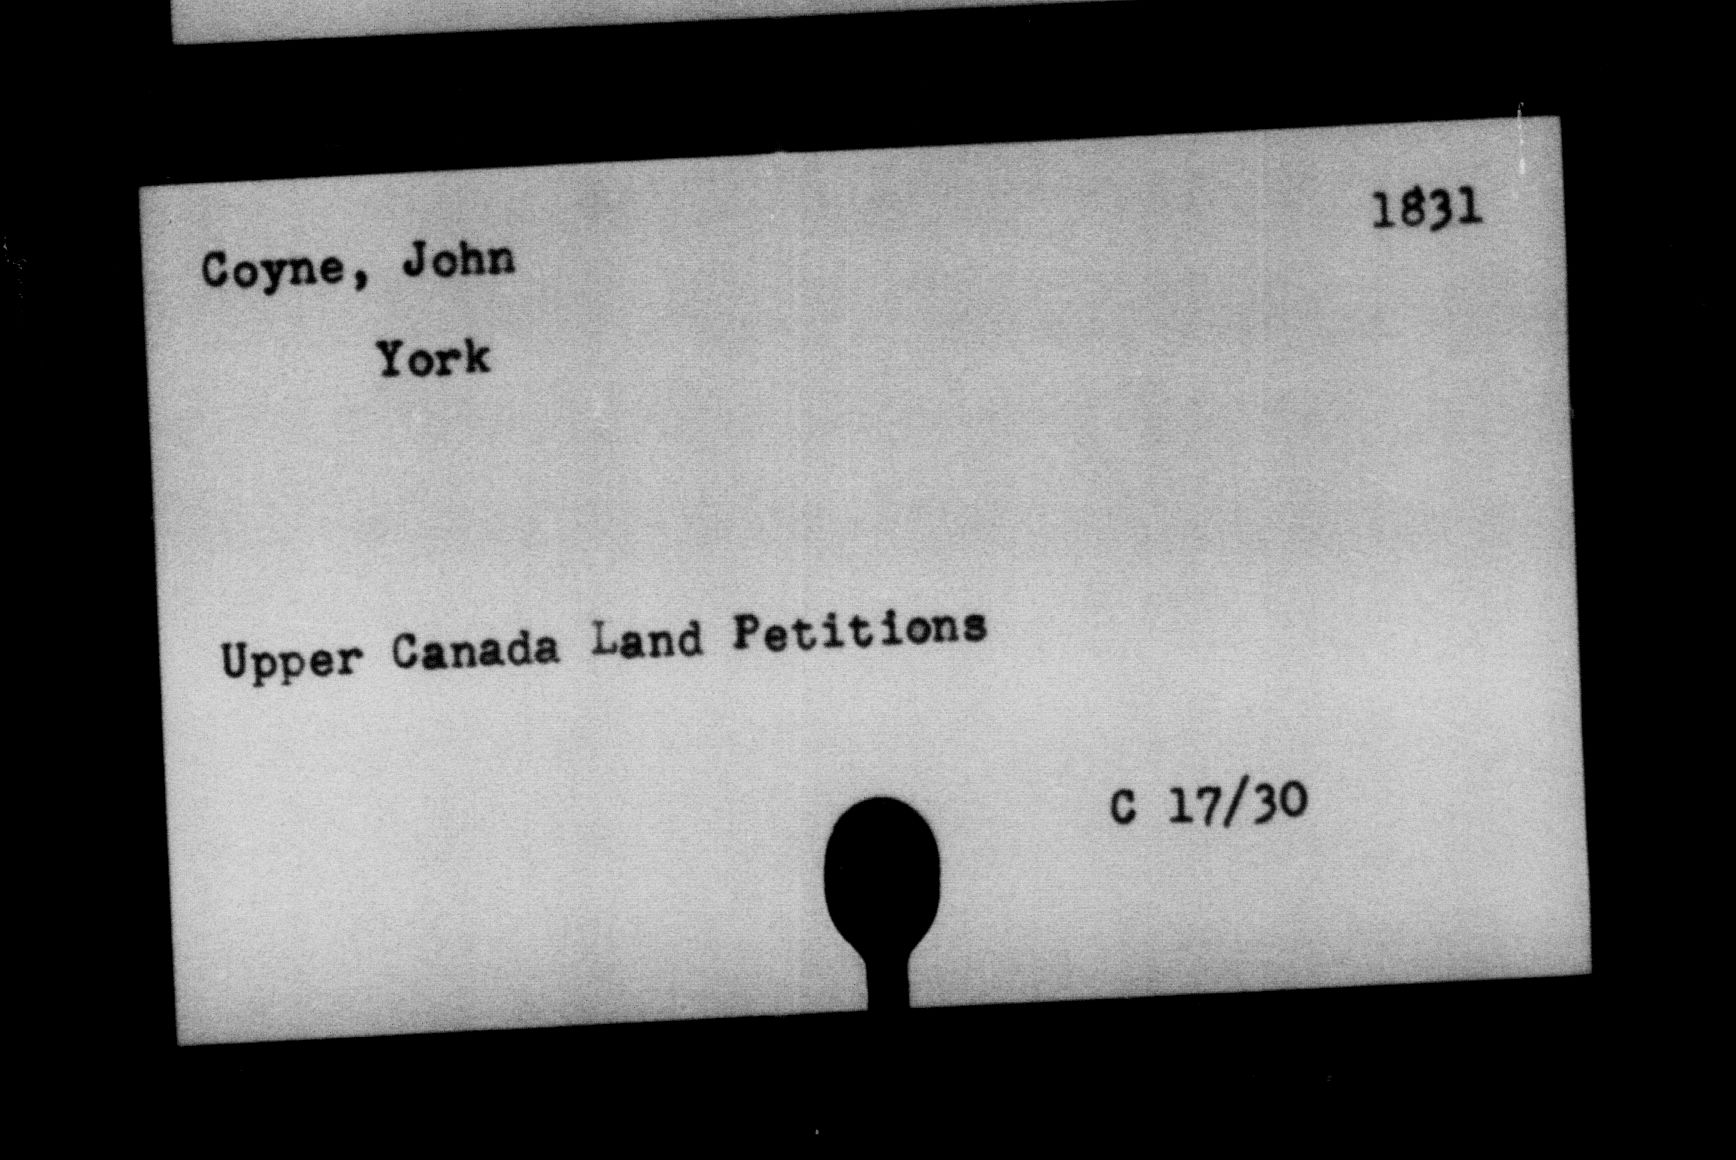 1831
Coyne, John
York
Upper Canada Land Petitions
C 17/30